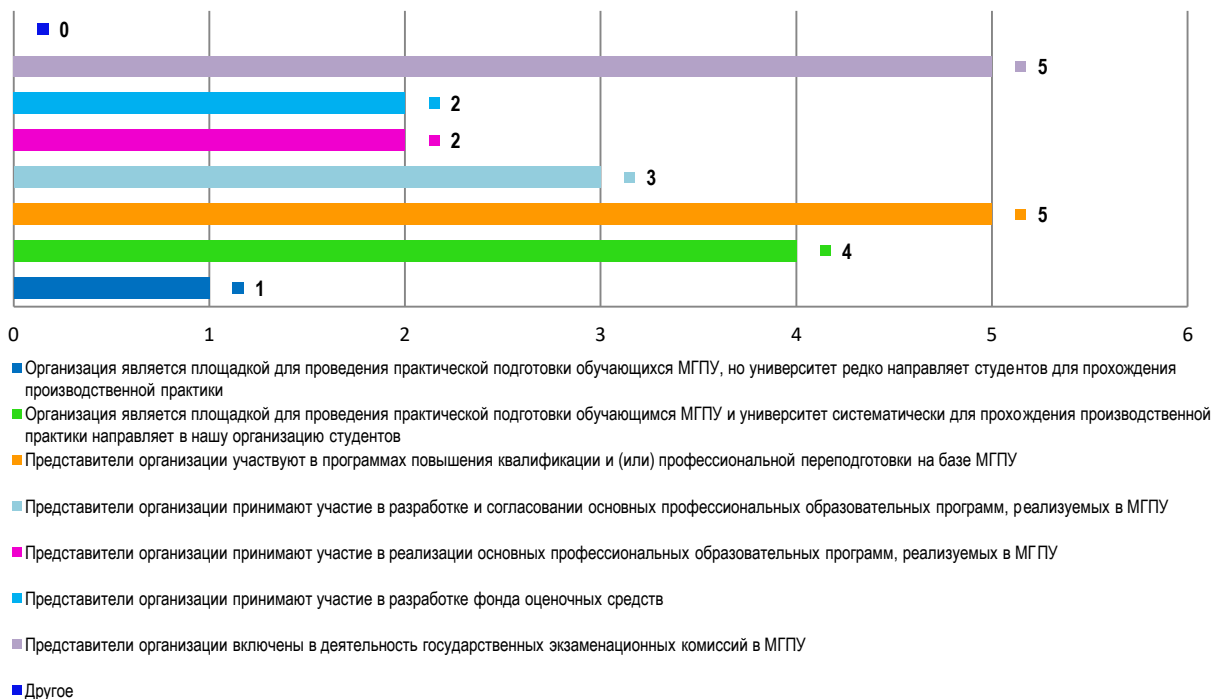 0
5
2
2
3
5
4
1
0 1 2 3 4 5 6
Организация является площадкой для проведения практической подготовки обучающихся МГПУ, но университет редко направляет студентов для прохождения
производственной практики
Организация является площадкой для проведения практической подготовки обучающимся МГПУ и университет систематически для прохождения производственной
практики направляет в нашу организацию студентов
Представители организации участвуют в программах повышения квалификации и (или) профессиональной переподготовки на базе МГПУ
Представители организации принимают участие в разработке и согласовании основных профессиональных образовательных программ, реализуемых в МГПУ
Представители организации принимают участие в реализации основных профессиональных образовательных программ, реализуемых в МГПУ
Представители организации принимают участие в разработке фонда оценочных средств
Представители организации включены в деятельность государственных экзаменационных комиссий в МГПУ
Другое